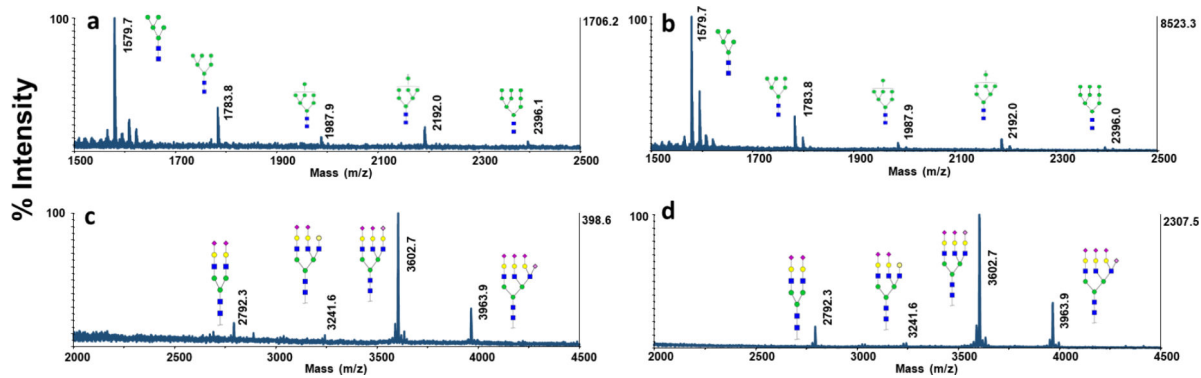 % Intensity
a
100
1706.2
1579.7
1783.8
1987.9
2192.0
2396.1
1500 1700 1900 2100 2300 2500
Mass (m/z)
b
100
8523.3
1579.7
1783.8
1987.9
2192.0
2396.0
1500 1700 1900 2100 2300 2500
Mass (m/z)
c
100
398.6
2792.3
3241.6
3602.7
3963.9
2000 2500 3000 3500 4000 4500
Mass (m/z)
d
100
2307.5
2792.3
3241.6
3602.7
3963.9
2000 2500 3000 3500 4000 4500
Mass (m/z)